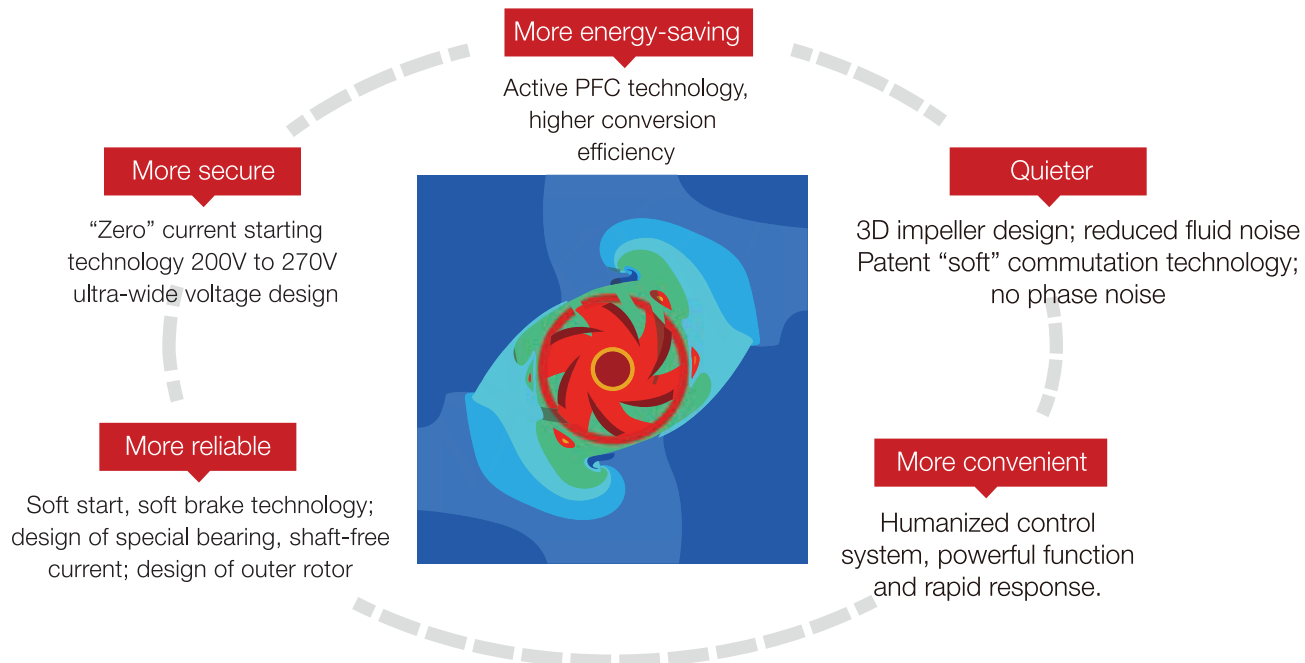 More energy-saving
Active PFC technology,
higher conversion
efficiency
More secure
“Zero” current starting
technology 200V to 270V
ultra-wide voltage design
Quieter
3D impeller design; reduced fluid noise
Patent “soft” commutation technology;
no phase noise
More reliable
Soft start, soft brake technology;
design of special bearing, shaft-free
current; design of outer rotor
More convenient
Humanized control
system, powerful function
and rapid response.